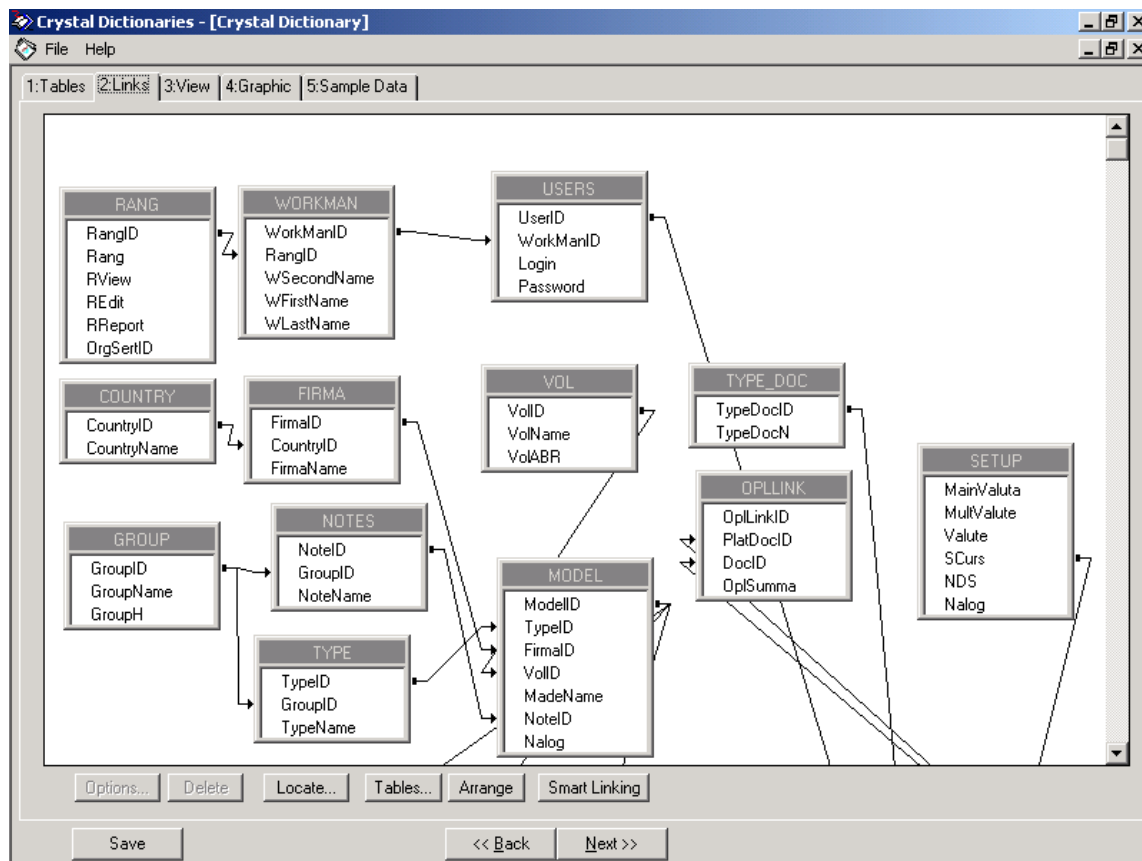 Crystal Dictionaries - [Crystal Dictionary]
File Help
1:Tables 2:Links 3:View 4:Graphic 5:Sample Data
RANG
RangID
Rang
RView
REdit
RReport
OrgSertID
WORKMAN
WorkManID
RangID
WSecondName
WFirstName
WLastName
USERS
UserID
WorkManID
Login
Password
COUNTRY
CountryID
CountryName
FIRMA
FirmaID
CountryID
FirmaName
VOL
VolID
VolName
VolABR
TYPE_DOC
TypeDocID
TypeDocN
SETUP
MainValuta
MultValute
Valute
SCurs
NDS
Nalog
OPLLINK
OplLinkID
PlatDocID
DocID
OplSumma
GROUP
GroupID
GroupName
GroupH
NOTES
NoteID
GroupID
NoteName
MODEL
ModelID
TypeID
FirmaID
VolID
MadeName
NoteID
Nalog
TYPE
TypeID
GroupID
TypeName
Options... Delete Locate... Tables... Arrange Smart Linking
Save << Back Next >>